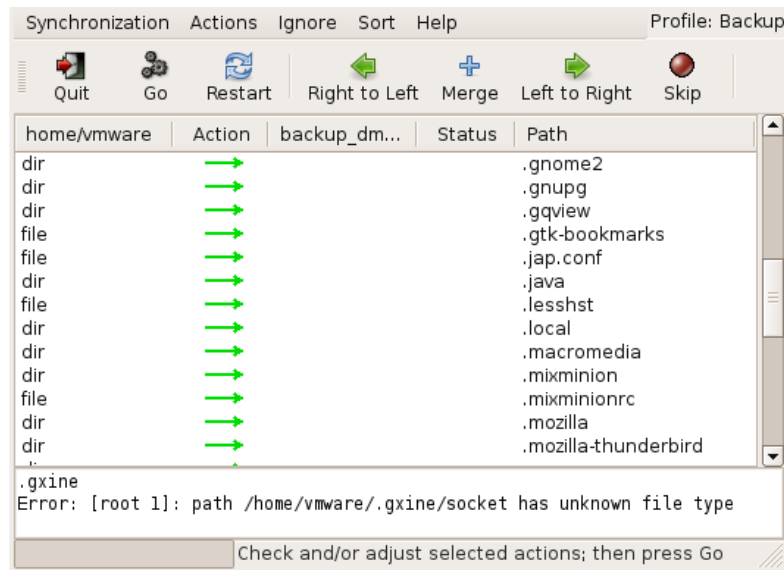 Synchronization Actions Ignore Sort Help Profile: Backup
Quit Go Restart Right to Left Merge Left to Right Skip
home/vmware Action backup_dm... Status Path
dir .gnome2
dir .gnupg
dir .gqview
file .gtk-bookmarks
file .jap.conf
dir .java
file .lesshst
dir .local
dir .macromedia
dir .mixminion
file .mixminionrc
dir .mozilla
dir .mozilla-thunderbird
.gxine
Error: [root 1]: path /home/vmware/.gxine/socket has unknown file type
Check and/or adjust selected actions; then press Go